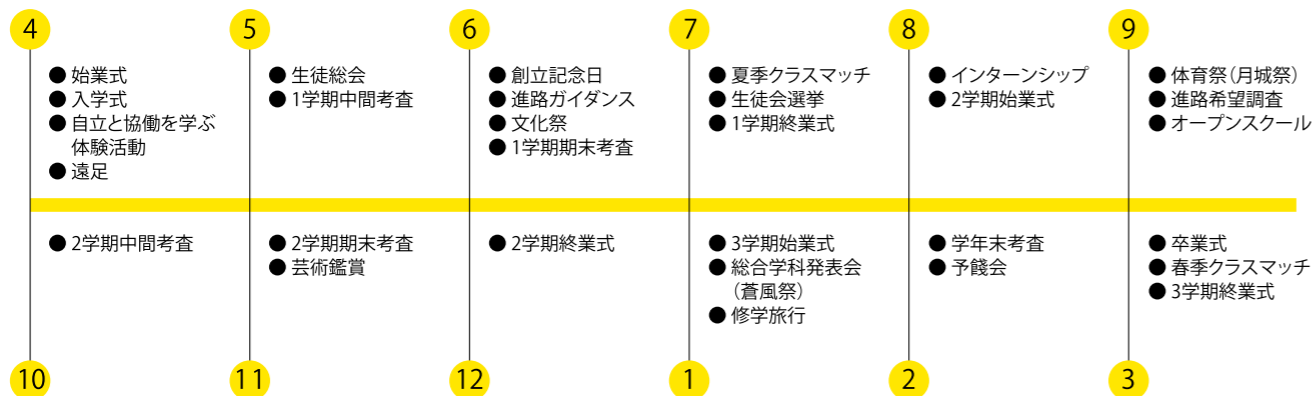 4
● 始業式
● 入学式
● 自立と協働を学ぶ
体験活動
● 遠足
5
● 生徒総会
● 1学期中間考査
6
● 創立記念日
● 進路ガイダンス
● 文化祭
● 1学期期末考査
7
● 夏季クラスマッチ
● 生徒会選挙
● 1学期終業式
8
● インターンシップ
● 2学期始業式
9
● 体育祭（月城祭）
● 進路希望調査
● オープンスクール
● 2学期中間考査
10
● 2学期期末考査
● 芸術鑑賞
11
● 2学期終業式
12
● 3学期始業式
● 総合学科発表会
（蒼風祭）
● 修学旅行
1
● 学年末考査
● 予餞会
2
● 卒業式
● 春季クラスマッチ
● 3学期終業式
3